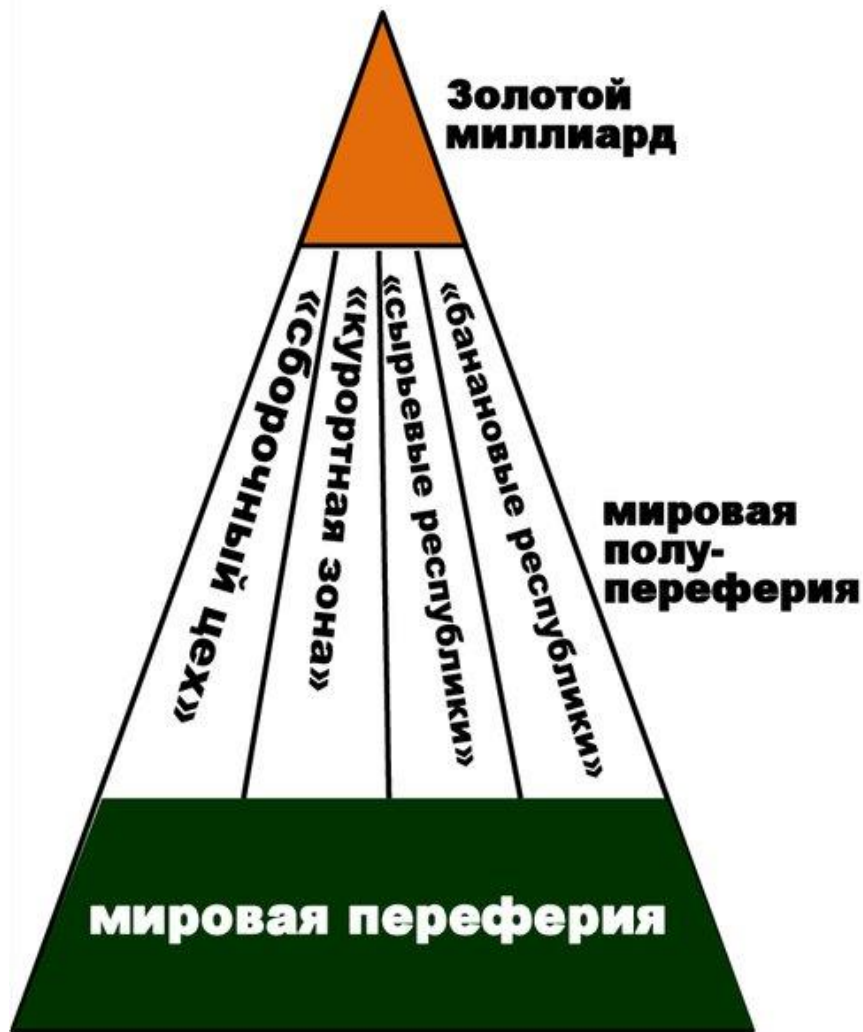 Золотой
миллиард
«сборочный цех»
«курортная зона»
«сырьевые республики»
«банановые республики»
мировая
полу-
переферия
мировая переферия